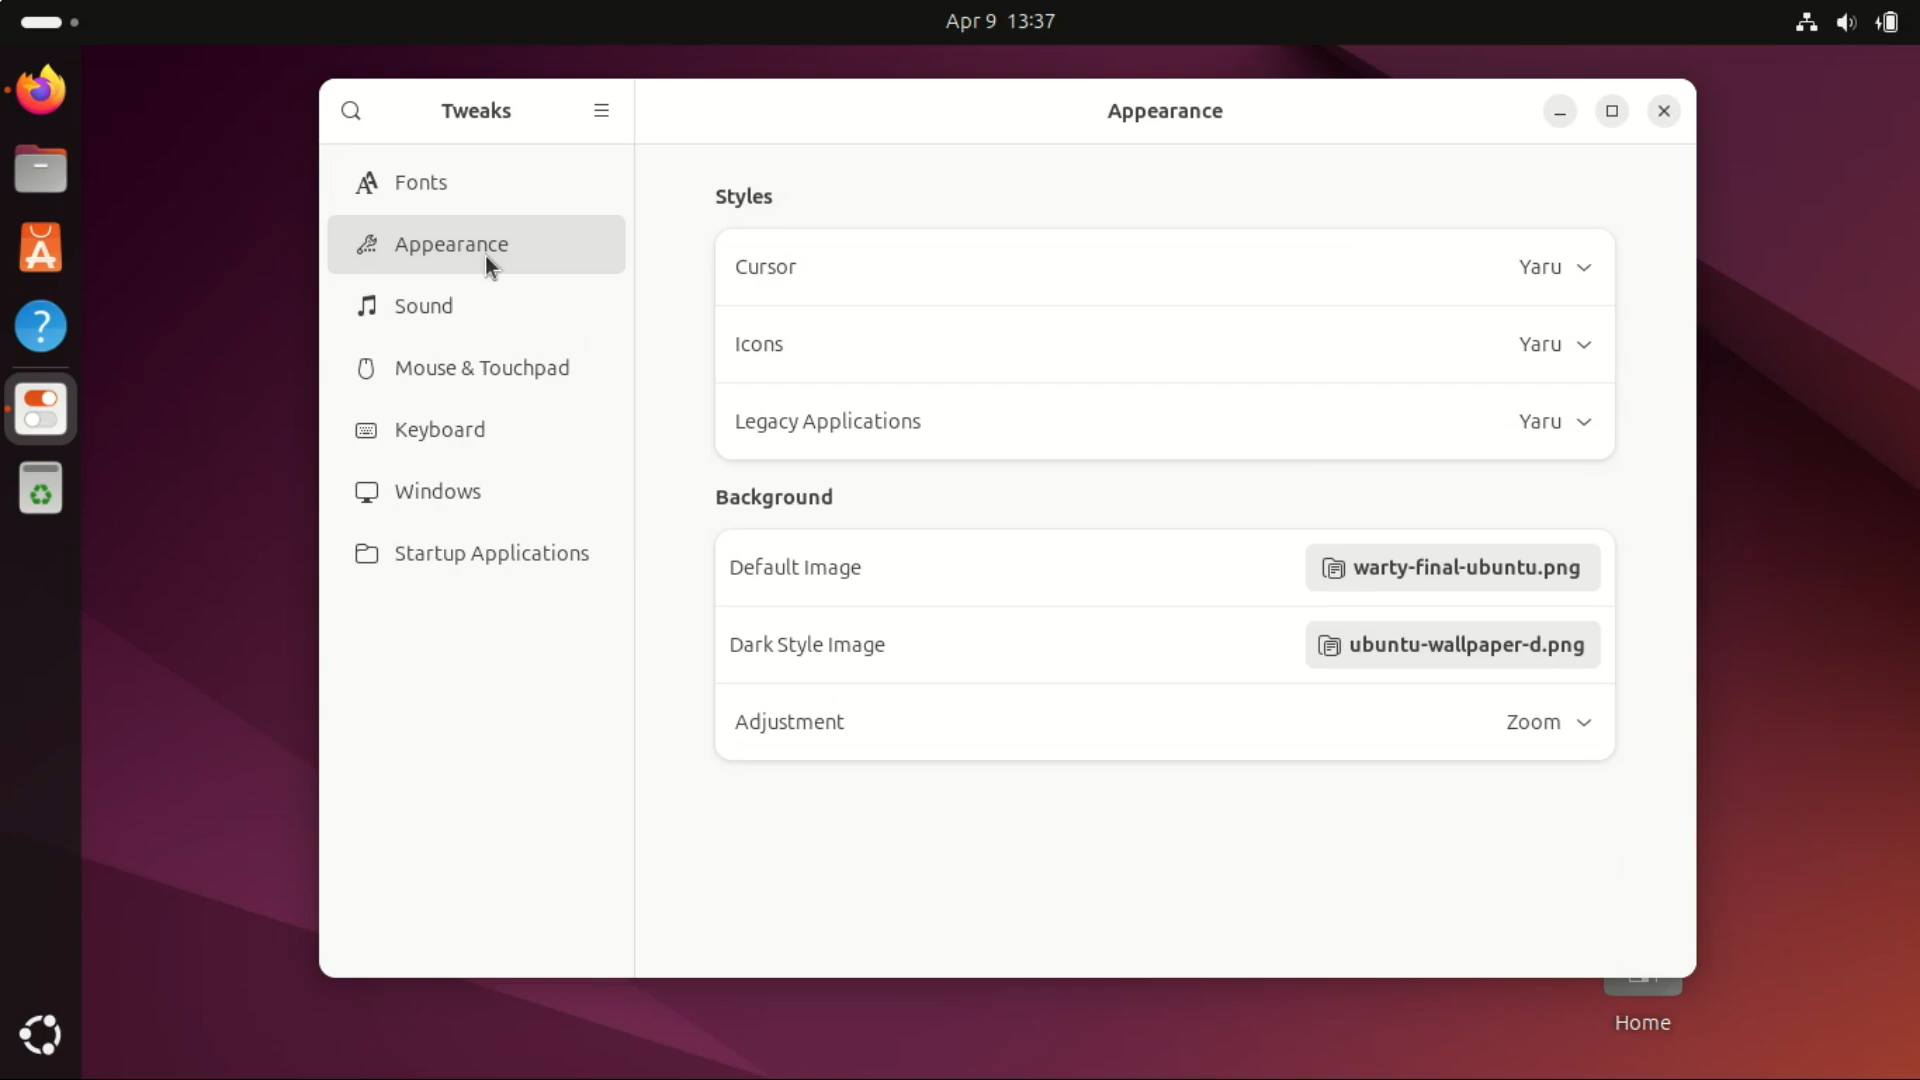 Apr 9 13:37
Tweaks
Appearance
Fonts
Appearance
Sound
Mouse & Touchpad
Keyboard
Windows
Startup Applications
Styles
Cursor Yaru
Icons Yaru
Legacy Applications Yaru
Background
Default Image warty-final-ubuntu.png
Dark Style Image ubuntu-wallpaper-d.png
Adjustment Zoom
Home